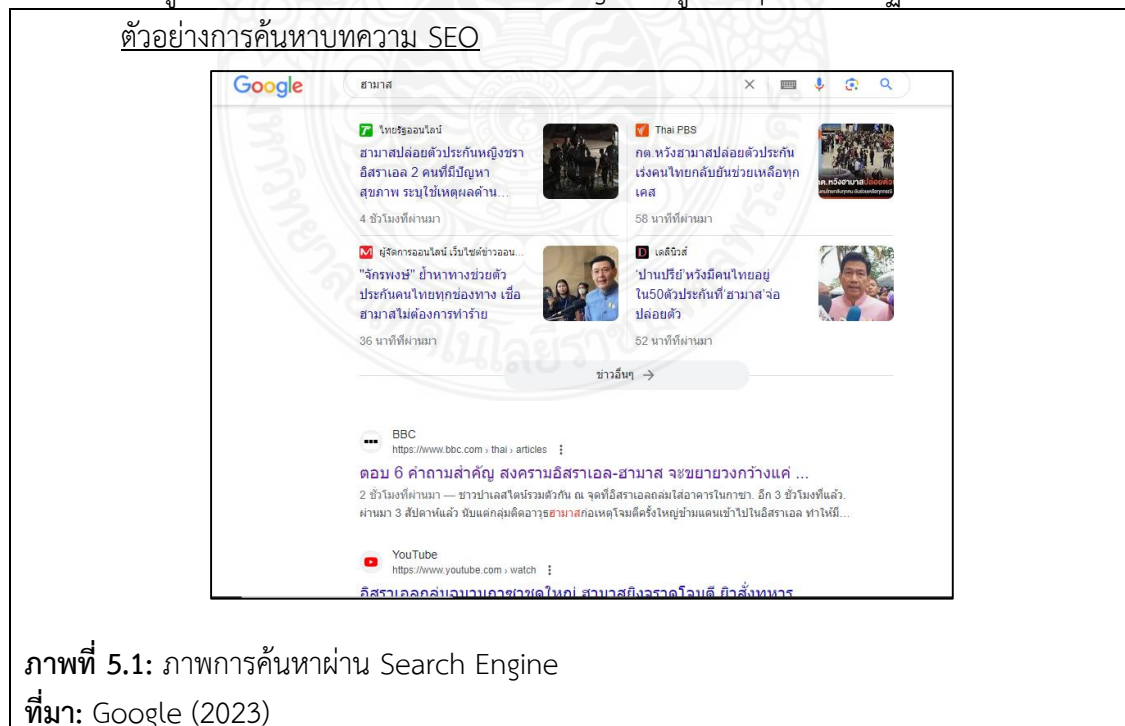 ตัวอย่างการค้นหาบทความ SEO
Google
ฮามาส
ไทยรัฐออนไลน์
ฮามาสปล่อยตัวประกันหญิงชรา
อิสราเอล 2 คนที่มีปัญหา
สุขภาพ ระบุใช้เหตุผลด้าน...
4 ชั่วโมงที่ผ่านมา
Thai PBS
กต.หวังฮามาสปล่อยตัวประกัน
เร่งคนไทยกลับยันช่วยเหลือทุก
เคส
58 นาทีที่ผ่านมา
ผู้จัดการออนไลน์ เว็บไซต์ข่าวออน...
"จักรพงษ์" ย้ำหาทางช่วยตัว
ประกันคนไทยทุกช่องทาง เชื่อ
ฮามาสไม่ต้องการทำร้าย
36 นาทีที่ผ่านมา
เดลินิวส์
'ปานปรีย์'หวังมีคนไทยอยู่
ใน50ตัวประกันที่'ฮามาส'จ่อ
ปล่อยตัว
52 นาทีที่ผ่านมา
ข่าวอื่นๆ →
BBC
https://www.bbc.com › thai › articles
ตอบ 6 คำถามสำคัญ สงครามอิสราเอล-ฮามาส จะขยายวงกว้างแค่ ...
2 ชั่วโมงที่ผ่านมา — ชาวปาเลสไตน์รวมตัวกัน ณ จุดที่อิสราเอลถล่มใส่อาคารในกาซา. อีก 3 ชั่วโมงที่แล้ว.
ผ่านมา 3 สัปดาห์แล้ว นับแต่กลุ่มติดอาวุธฮามาสก่อเหตุโจมตีครั้งใหญ่ข้ามแดนเข้าไปในอิสราเอล ทำให้มี...
YouTube
https://www.youtube.com › watch
ภาพที่ 5.1: ภาพการค้นหาผ่าน Search Engine
ที่มา: Google (2023)